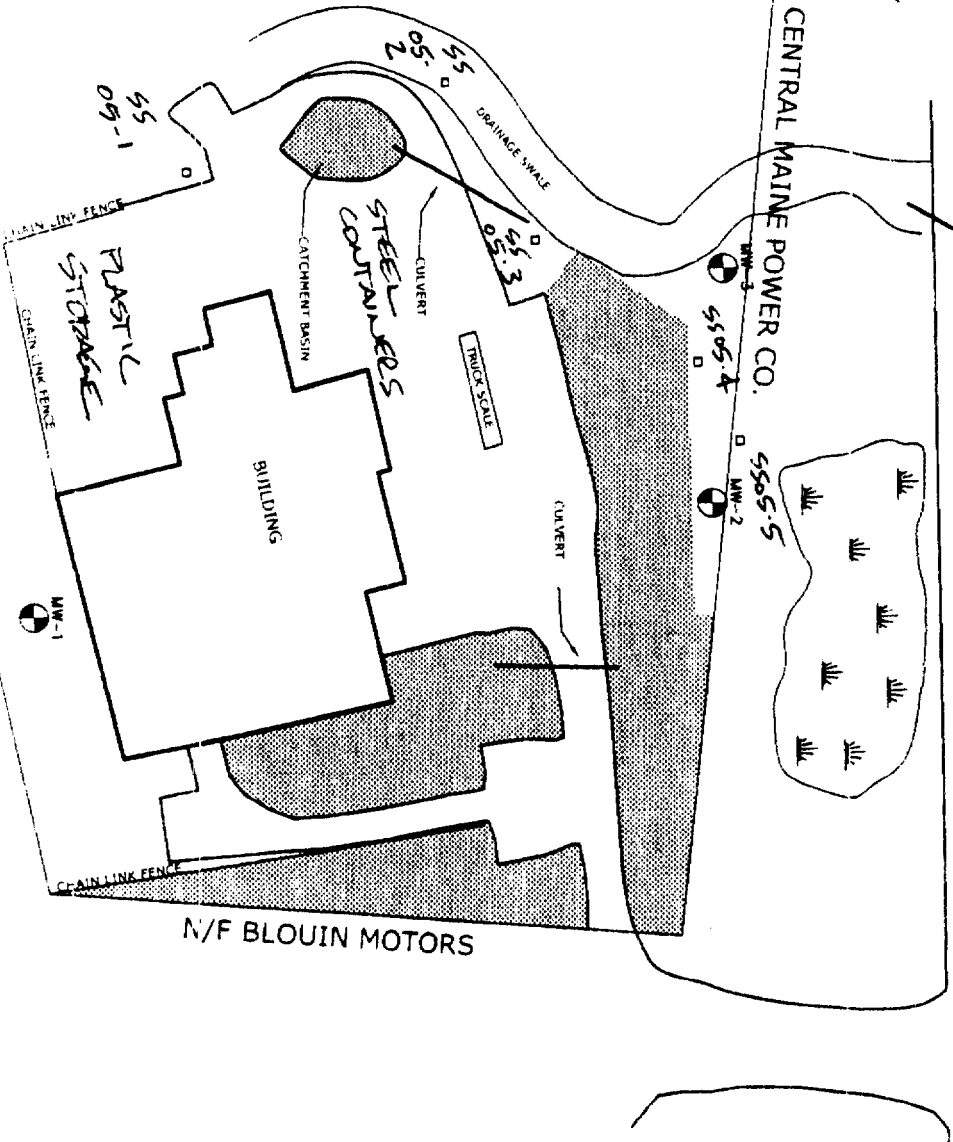 CENTRAL MAINE POWER CO.
SS
05-
2
DRAINAGE SWALE
SS
05-1
STEEL
CONTAINERS
CULVERT
CATCHMENT BASIN
SS
05-3
MW-3
SS05-4
SS05-5
MW-2
TRUCK SCALE
CHAIN LINK FENCE
PLASTIC
STORAGE
CHAIN LINK FENCE
BUILDING
CULVERT
MW-1
CHAIN LINK FENCE
N/F BLOUIN MOTORS